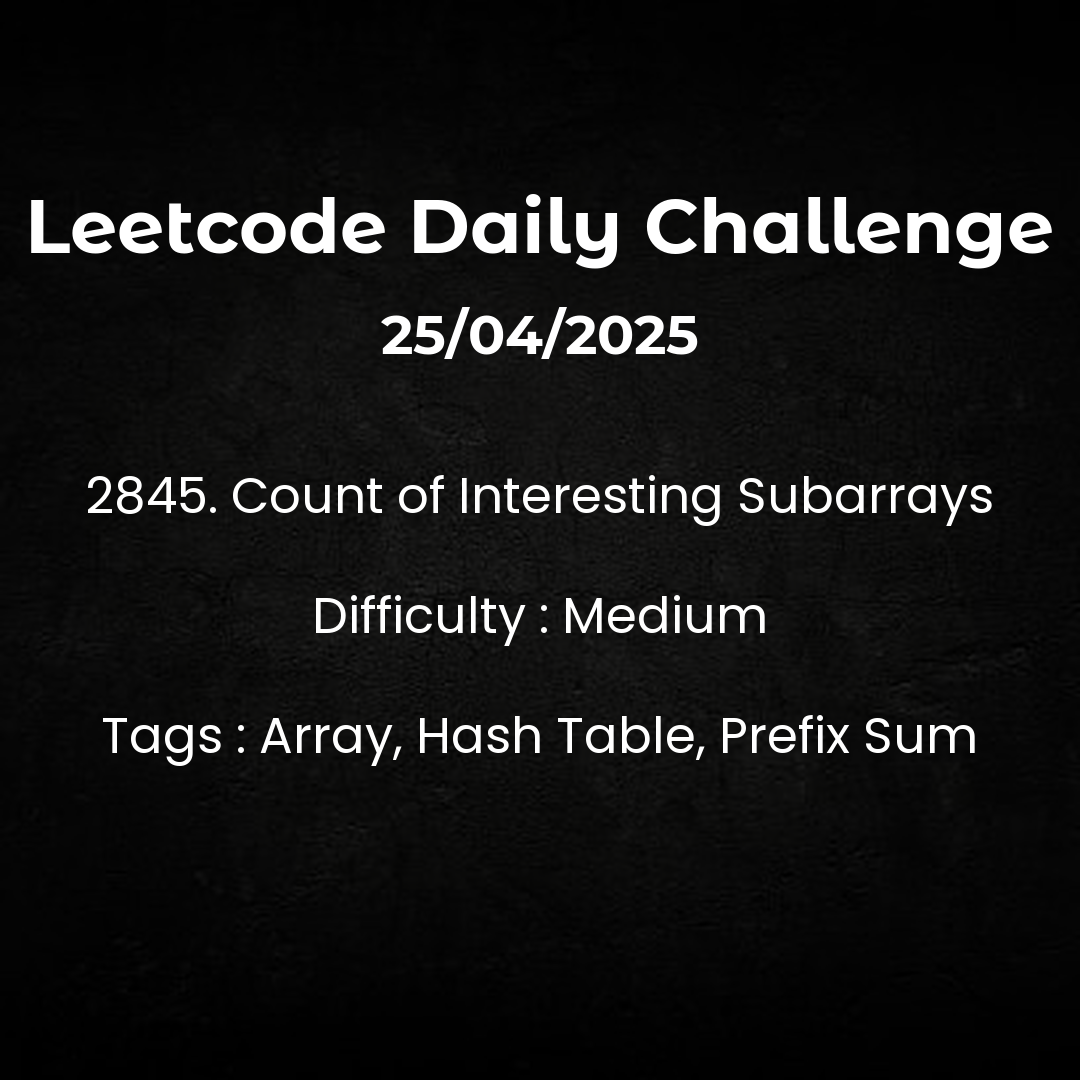 Leetcode Daily Challenge
25/04/2025
2845. Count of Interesting Subarrays
Difficulty : Medium
Tags : Array, Hash Table, Prefix Sum